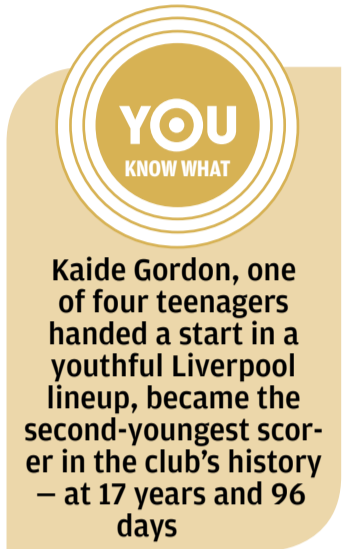 YOU
KNOW WHAT
Kaide Gordon, one
of four teenagers
handed a start in a
youthful Liverpool
lineup, became the
second-youngest scor-
er in the club’s history
– at 17 years and 96
days